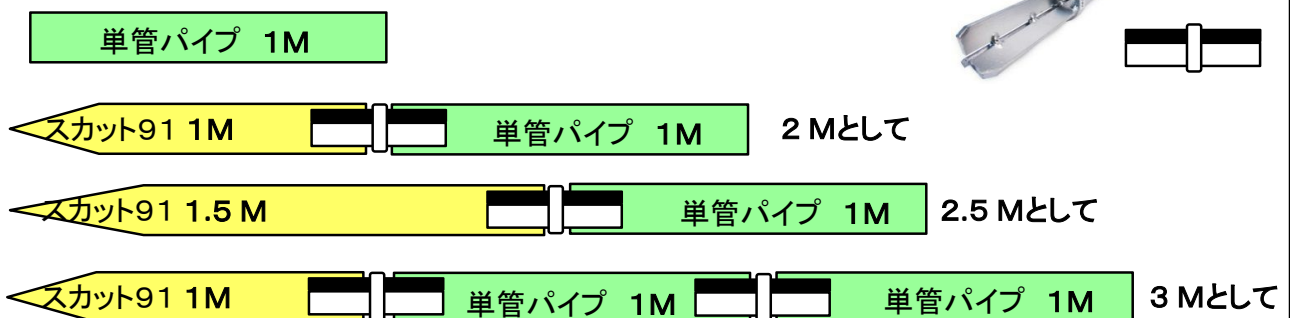 単管パイプ 1M
スカット91 1M 単管パイプ 1M 2Mとして
スカット91 1.5M 単管パイプ 1M 2.5Mとして
スカット91 1M 単管パイプ 1M 単管パイプ 1M 3Mとして